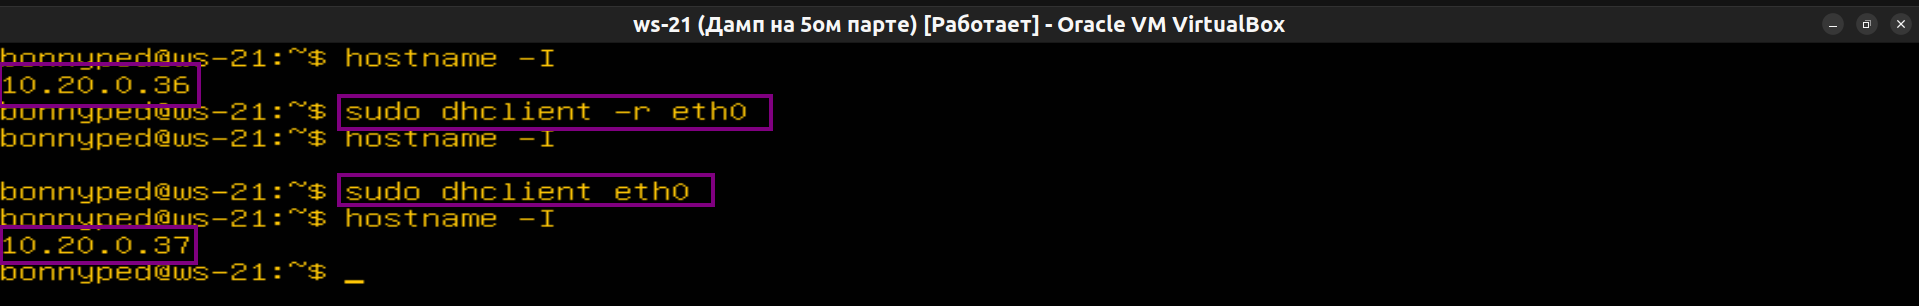 ws-21 (Дамп на 5ом парте) [Работает] - Oracle VM VirtualBox
bonnyped@ws-21:~$ hostname -I
10.20.0.36
bonnyped@ws-21:~$ sudo dhclient -r eth0
bonnyped@ws-21:~$ hostname -I
bonnyped@ws-21:~$ sudo dhclient eth0
bonnyped@ws-21:~$ hostname -I
10.20.0.37
bonnyped@ws-21:~$ _